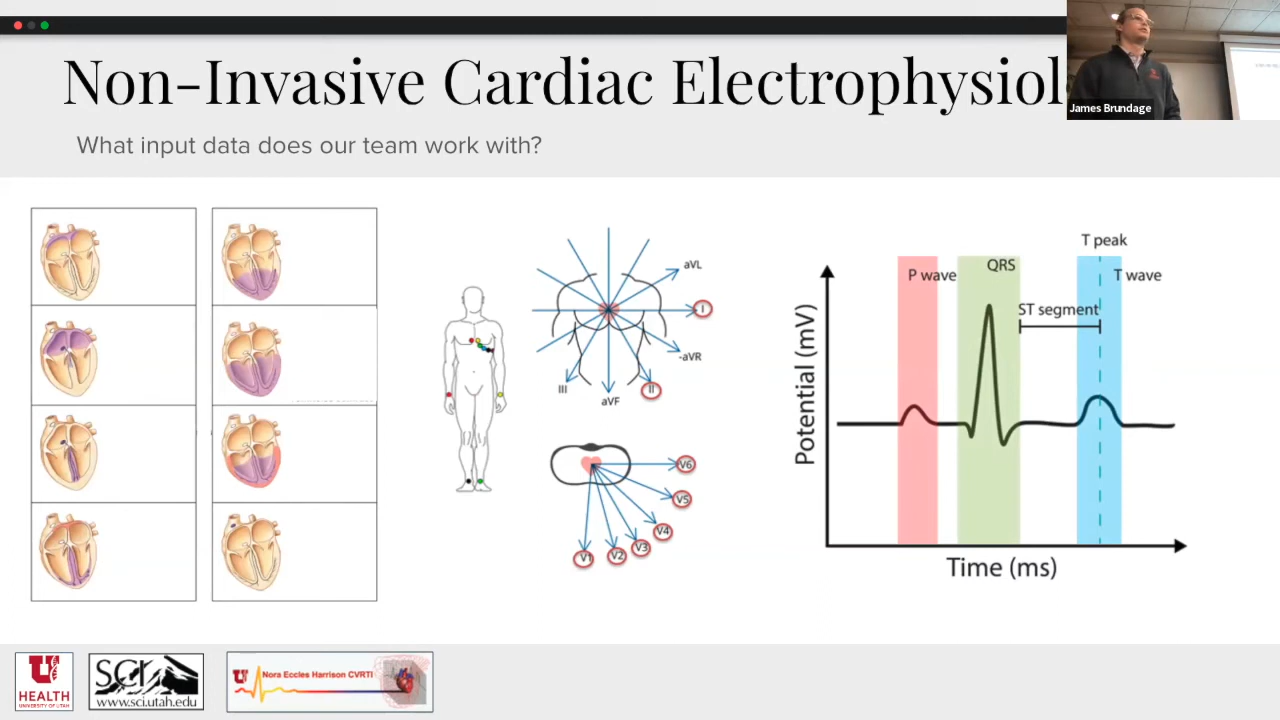 Non-Invasive Cardiac Electrophysiol
James Brundage
What input data does our team work with?
aVL
I
-aVR
II
aVF
III
V6
V5
V4
V3
V2
V1
T peak
P wave
QRS
T wave
ST segment
Potential (mV)
Time (ms)
U
HEALTH
UNIVERSITY OF UTAH
SCI
www.sci.utah.edu
U
Nora Eccles Harrison CVRTI